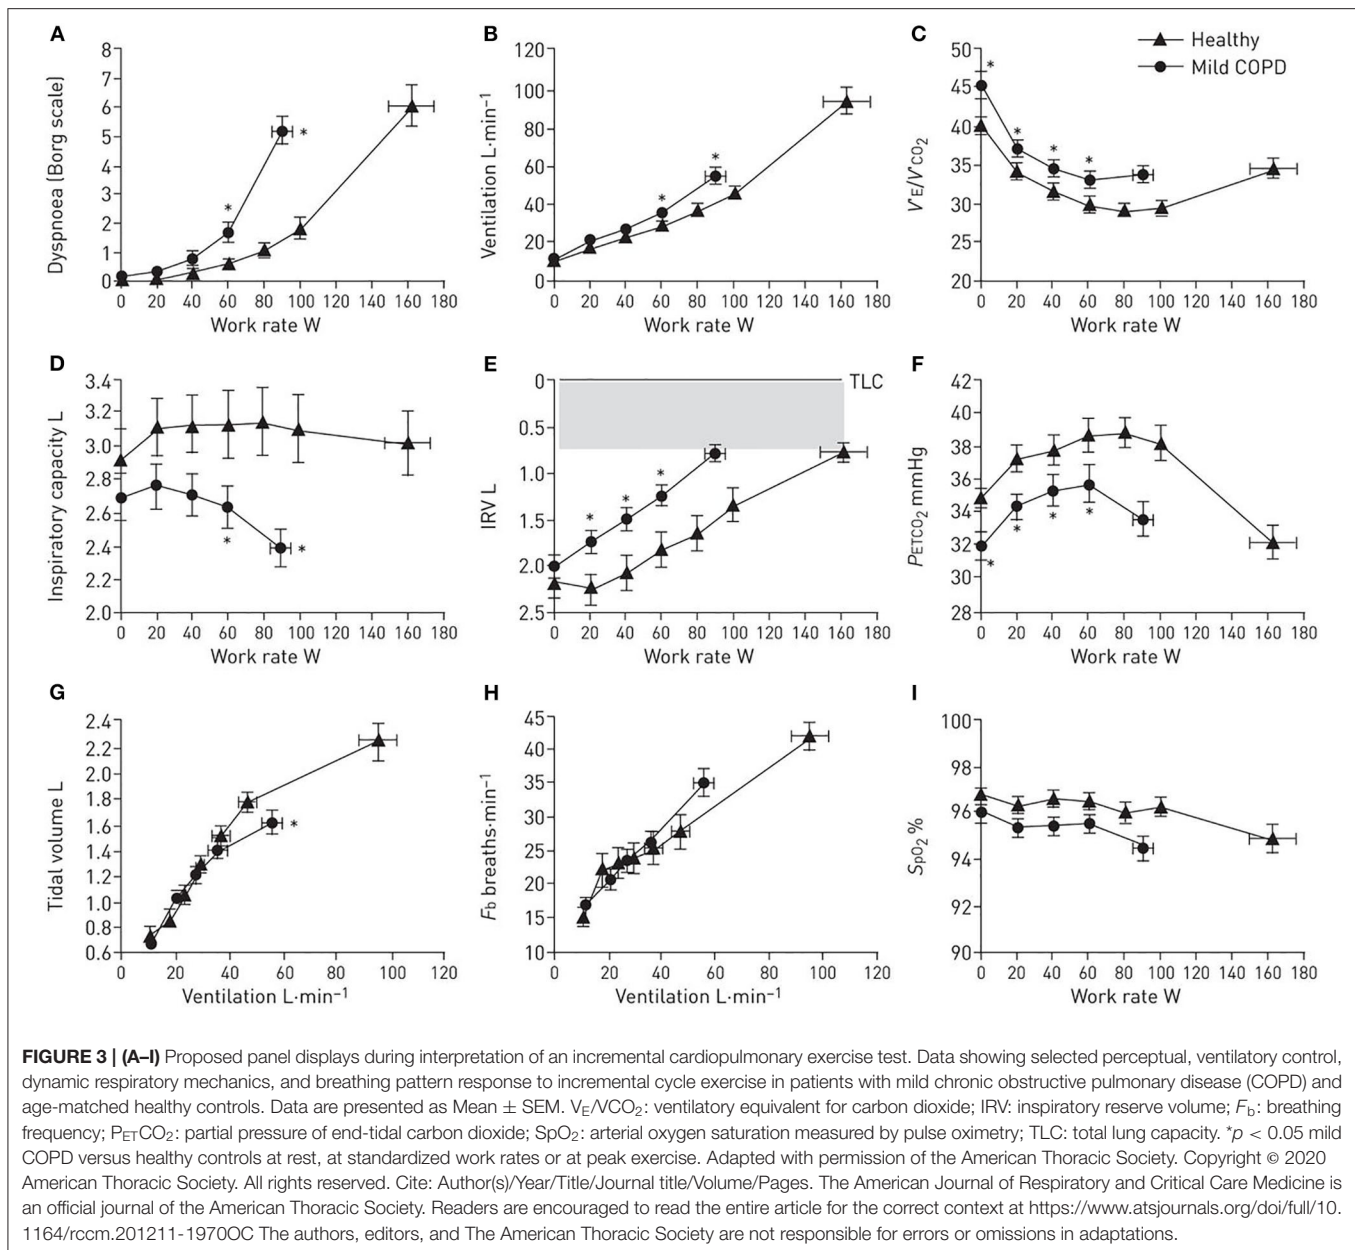 A
8
7
6
5
4
3
2
1
0
0 20 40 60 80 100 120 140 160 180
Dyspnoea (Borg scale)
Work rate W
B
120
100
80
60
40
20
0
0 20 40 60 80 100 120 140 160 180
Ventilation L·min⁻¹
Work rate W
*
C
50
45
40
35
30
25
20
0 20 40 60 80 100 120 140 160 180
V'E/V'CO₂
Work rate W
Healthy
Mild COPD
D
3.4
3.2
3.0
2.8
2.6
2.4
2.2
2.0
0 20 40 60 80 100 120 140 160 180
Inspiratory capacity L
Work rate W
E
0
0.5
1.0
1.5
2.0
2.5
0 20 40 60 80 100 120 140 160 180
IRV L
TLC
Work rate W
F
42
40
38
36
34
32
30
28
0 20 40 60 80 100 120 140 160 180
PETCO₂ mmHg
Work rate W
G
2.4
2.2
2.0
1.8
1.6
1.4
1.2
1.0
0.8
0.6
0 20 40 60 80 100 120
Tidal volume L
Ventilation L·min⁻¹
H
45
40
35
30
25
20
15
10
0 20 40 60 80 100 120
Fb breaths·min⁻¹
Ventilation L·min⁻¹
I
100
98
96
94
92
90
0 20 40 60 80 100 120 140 160 180
SpO₂ %
Work rate W
FIGURE 3 | (A–I) Proposed panel displays during interpretation of an incremental cardiopulmonary exercise test. Data showing selected perceptual, ventilatory control,
dynamic respiratory mechanics, and breathing pattern response to incremental cycle exercise in patients with mild chronic obstructive pulmonary disease (COPD) and
age-matched healthy controls. Data are presented as Mean ± SEM. VE/VCO₂: ventilatory equivalent for carbon dioxide; IRV: inspiratory reserve volume; Fb: breathing
frequency; PETCO₂: partial pressure of end-tidal carbon dioxide; SpO₂: arterial oxygen saturation measured by pulse oximetry; TLC: total lung capacity. *p < 0.05 mild
COPD versus healthy controls at rest, at standardized work rates or at peak exercise. Adapted with permission of the American Thoracic Society. Copyright © 2020
American Thoracic Society. All rights reserved. Cite: Author(s)/Year/Title/Journal title/Volume/Pages. The American Journal of Respiratory and Critical Care Medicine is
an official journal of the American Thoracic Society. Readers are encouraged to read the entire article for the correct context at https://www.atsjournals.org/doi/full/10.
1164/rccm.201211-1970OC The authors, editors, and The American Thoracic Society are not responsible for errors or omissions in adaptations.